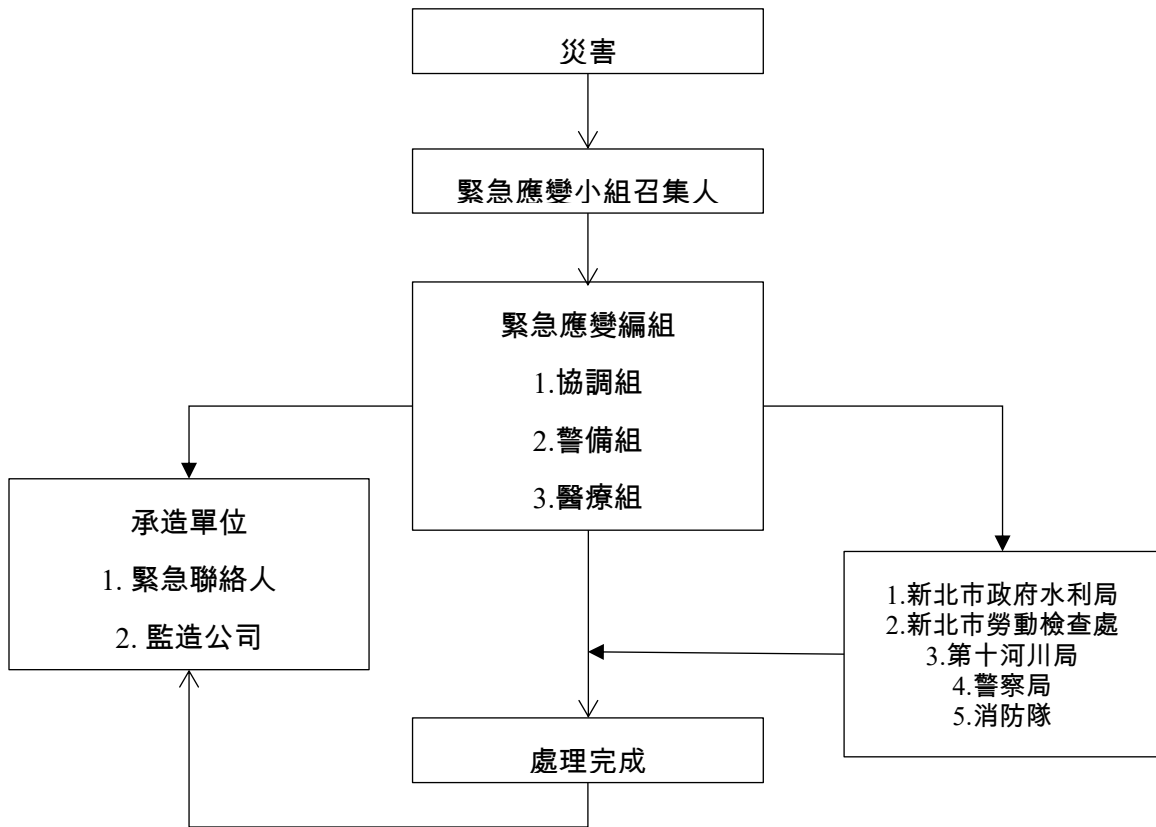 災害
緊急應變小組召集人
緊急應變編組
1.協調組
2.警備組
3.醫療組
承造單位
1. 緊急聯絡人
2. 監造公司
1.新北市政府水利局
2.新北市勞動檢查處
3.第十河川局
4.警察局
5.消防隊
處理完成